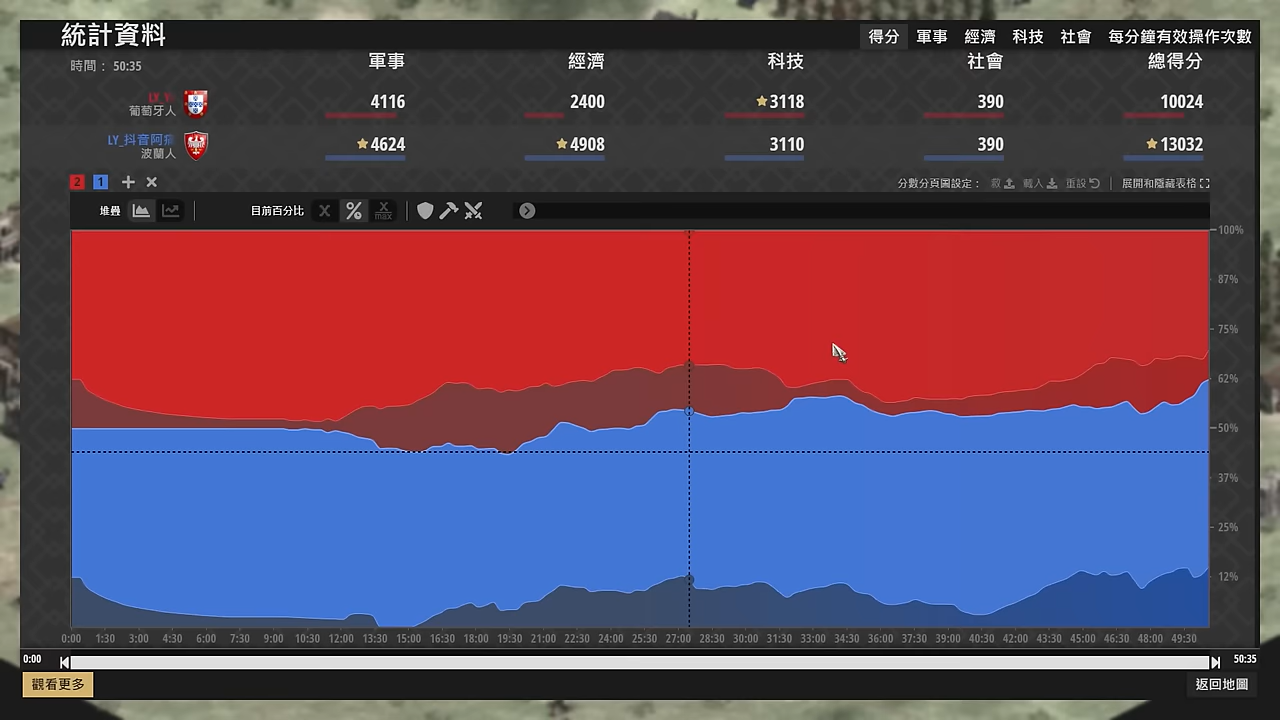 統計資料
得分 軍事 經濟 科技 社會 每分鐘有效操作次數
時間： 50:35
軍事 經濟 科技 社會 總得分
葡萄牙人 4116 2400 3118 390 10024
LY_抖音阿飛
波蘭人 4624 4908 3110 390 13032
2 1
分數分頁圖設定： 載入 重設 展開和隱藏表格
堆疊 目前百分比 X % X max
100%
87%
75%
62%
50%
37%
25%
12%
0:00 1:30 3:00 4:30 6:00 7:30 9:00 10:30 12:00 13:30 15:00 16:30 18:00 19:30 21:00 22:30 24:00 25:30 27:00 28:30 30:00 31:30 33:00 34:30 36:00 37:30 39:00 40:30 42:00 43:30 45:00 46:30 48:00 49:30
0:00 50:35
觀看更多 返回地圖